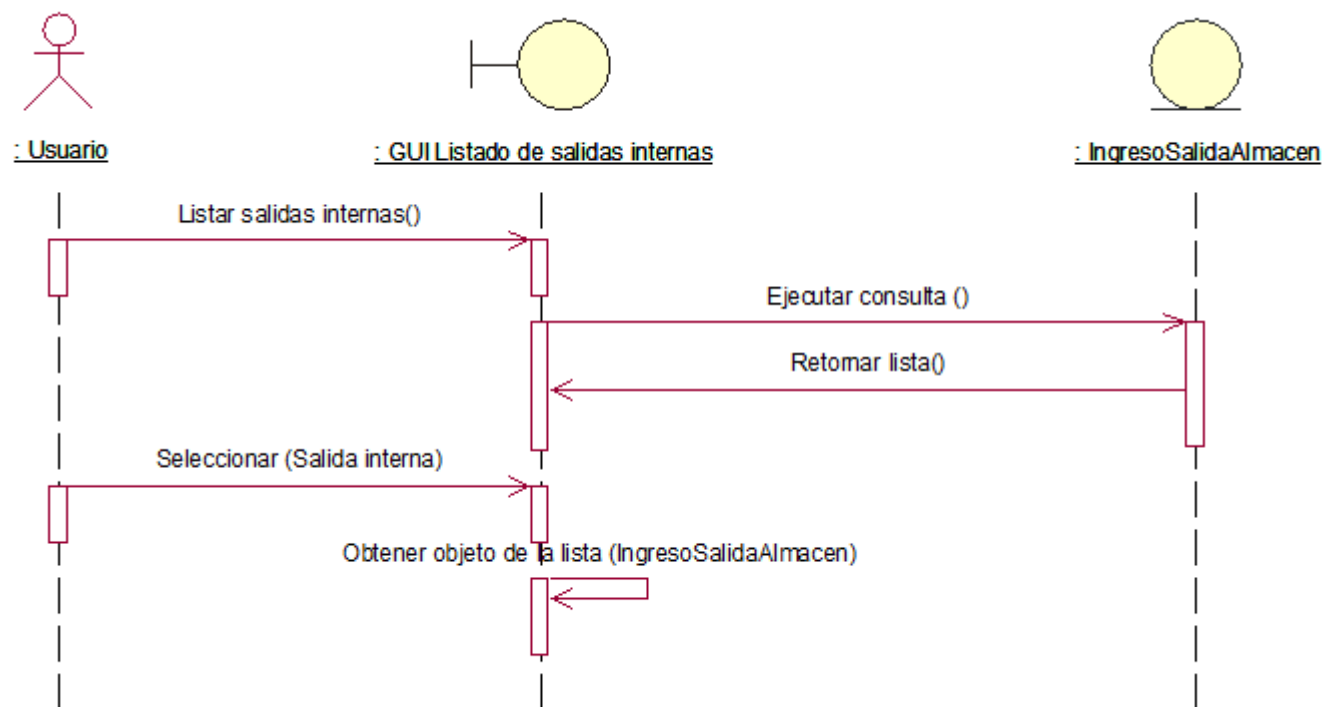 : Usuario
: GUI Listado de salidas internas
: IngresoSalidaAlmacen
Listar salidas internas()
Ejecutar consulta ()
Retornar lista()
Seleccionar (Salida interna)
Obtener objeto de la lista (IngresoSalidaAlmacen)